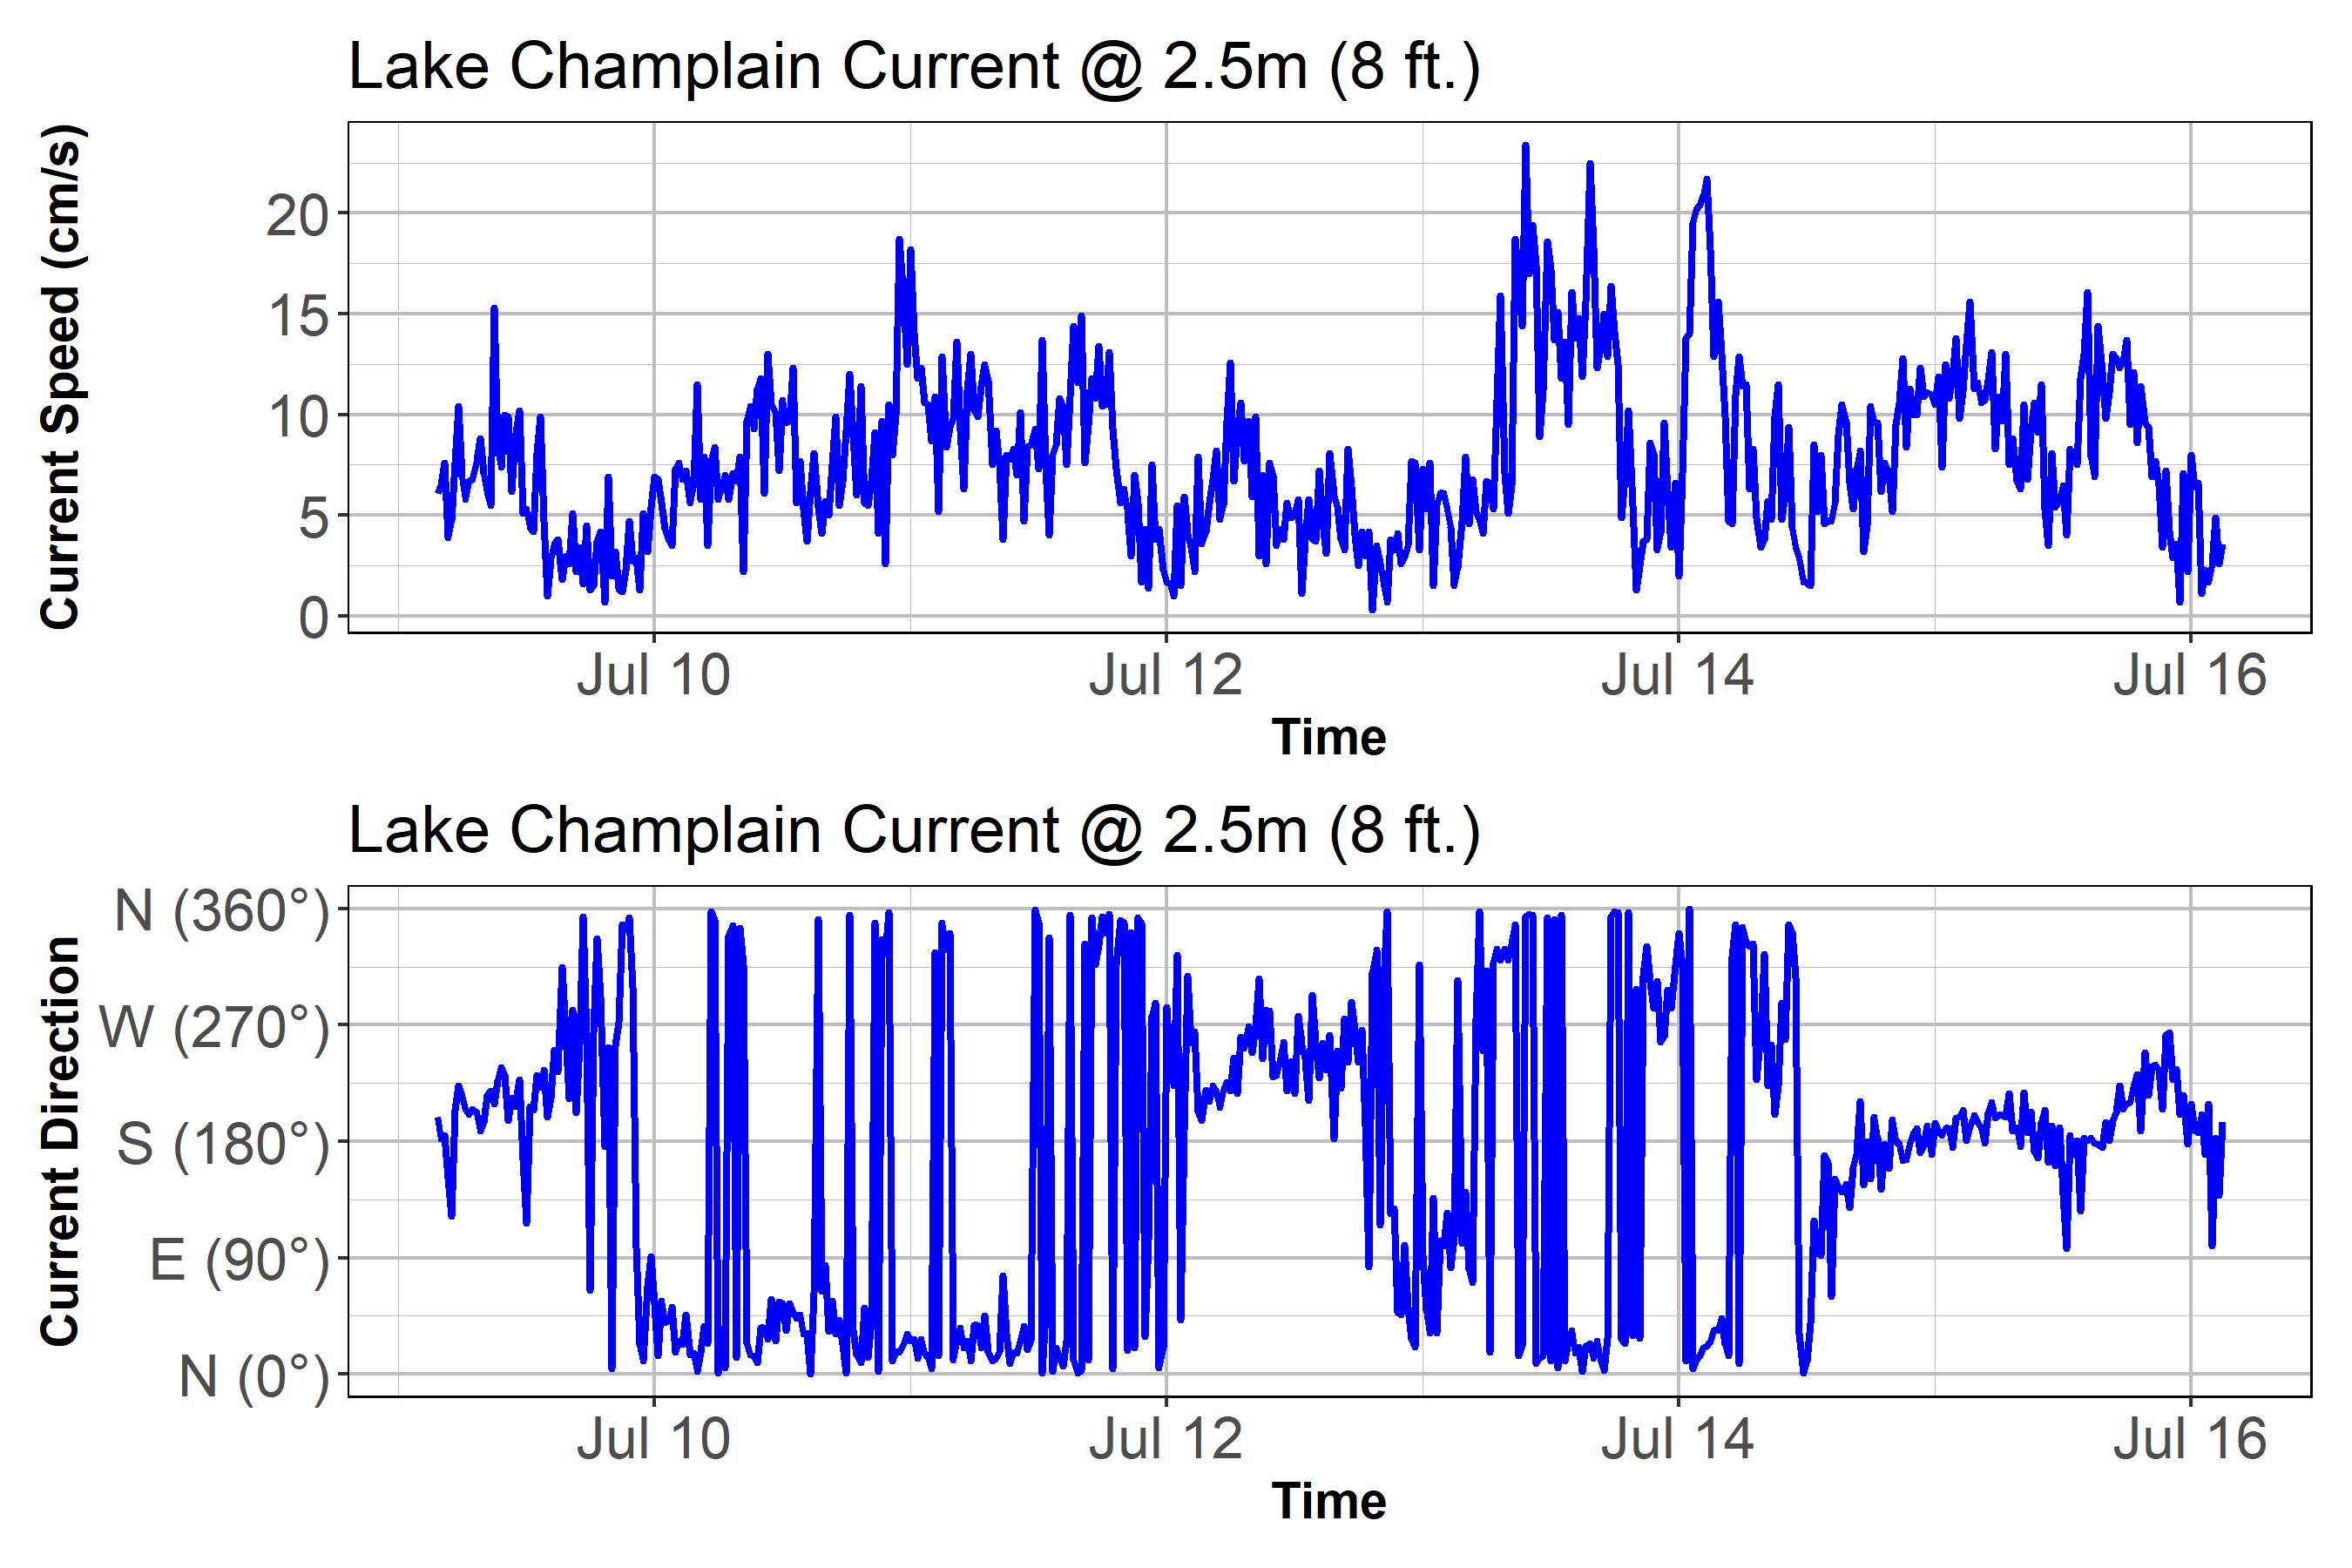 Lake Champlain Current @ 2.5m (8 ft.)
Current Speed (cm/s)
20
15
10
5
0
Jul 10 Jul 12 Jul 14 Jul 16
Time
Lake Champlain Current @ 2.5m (8 ft.)
Current Direction
N (360°)
W (270°)
S (180°)
E (90°)
N (0°)
Jul 10 Jul 12 Jul 14 Jul 16
Time